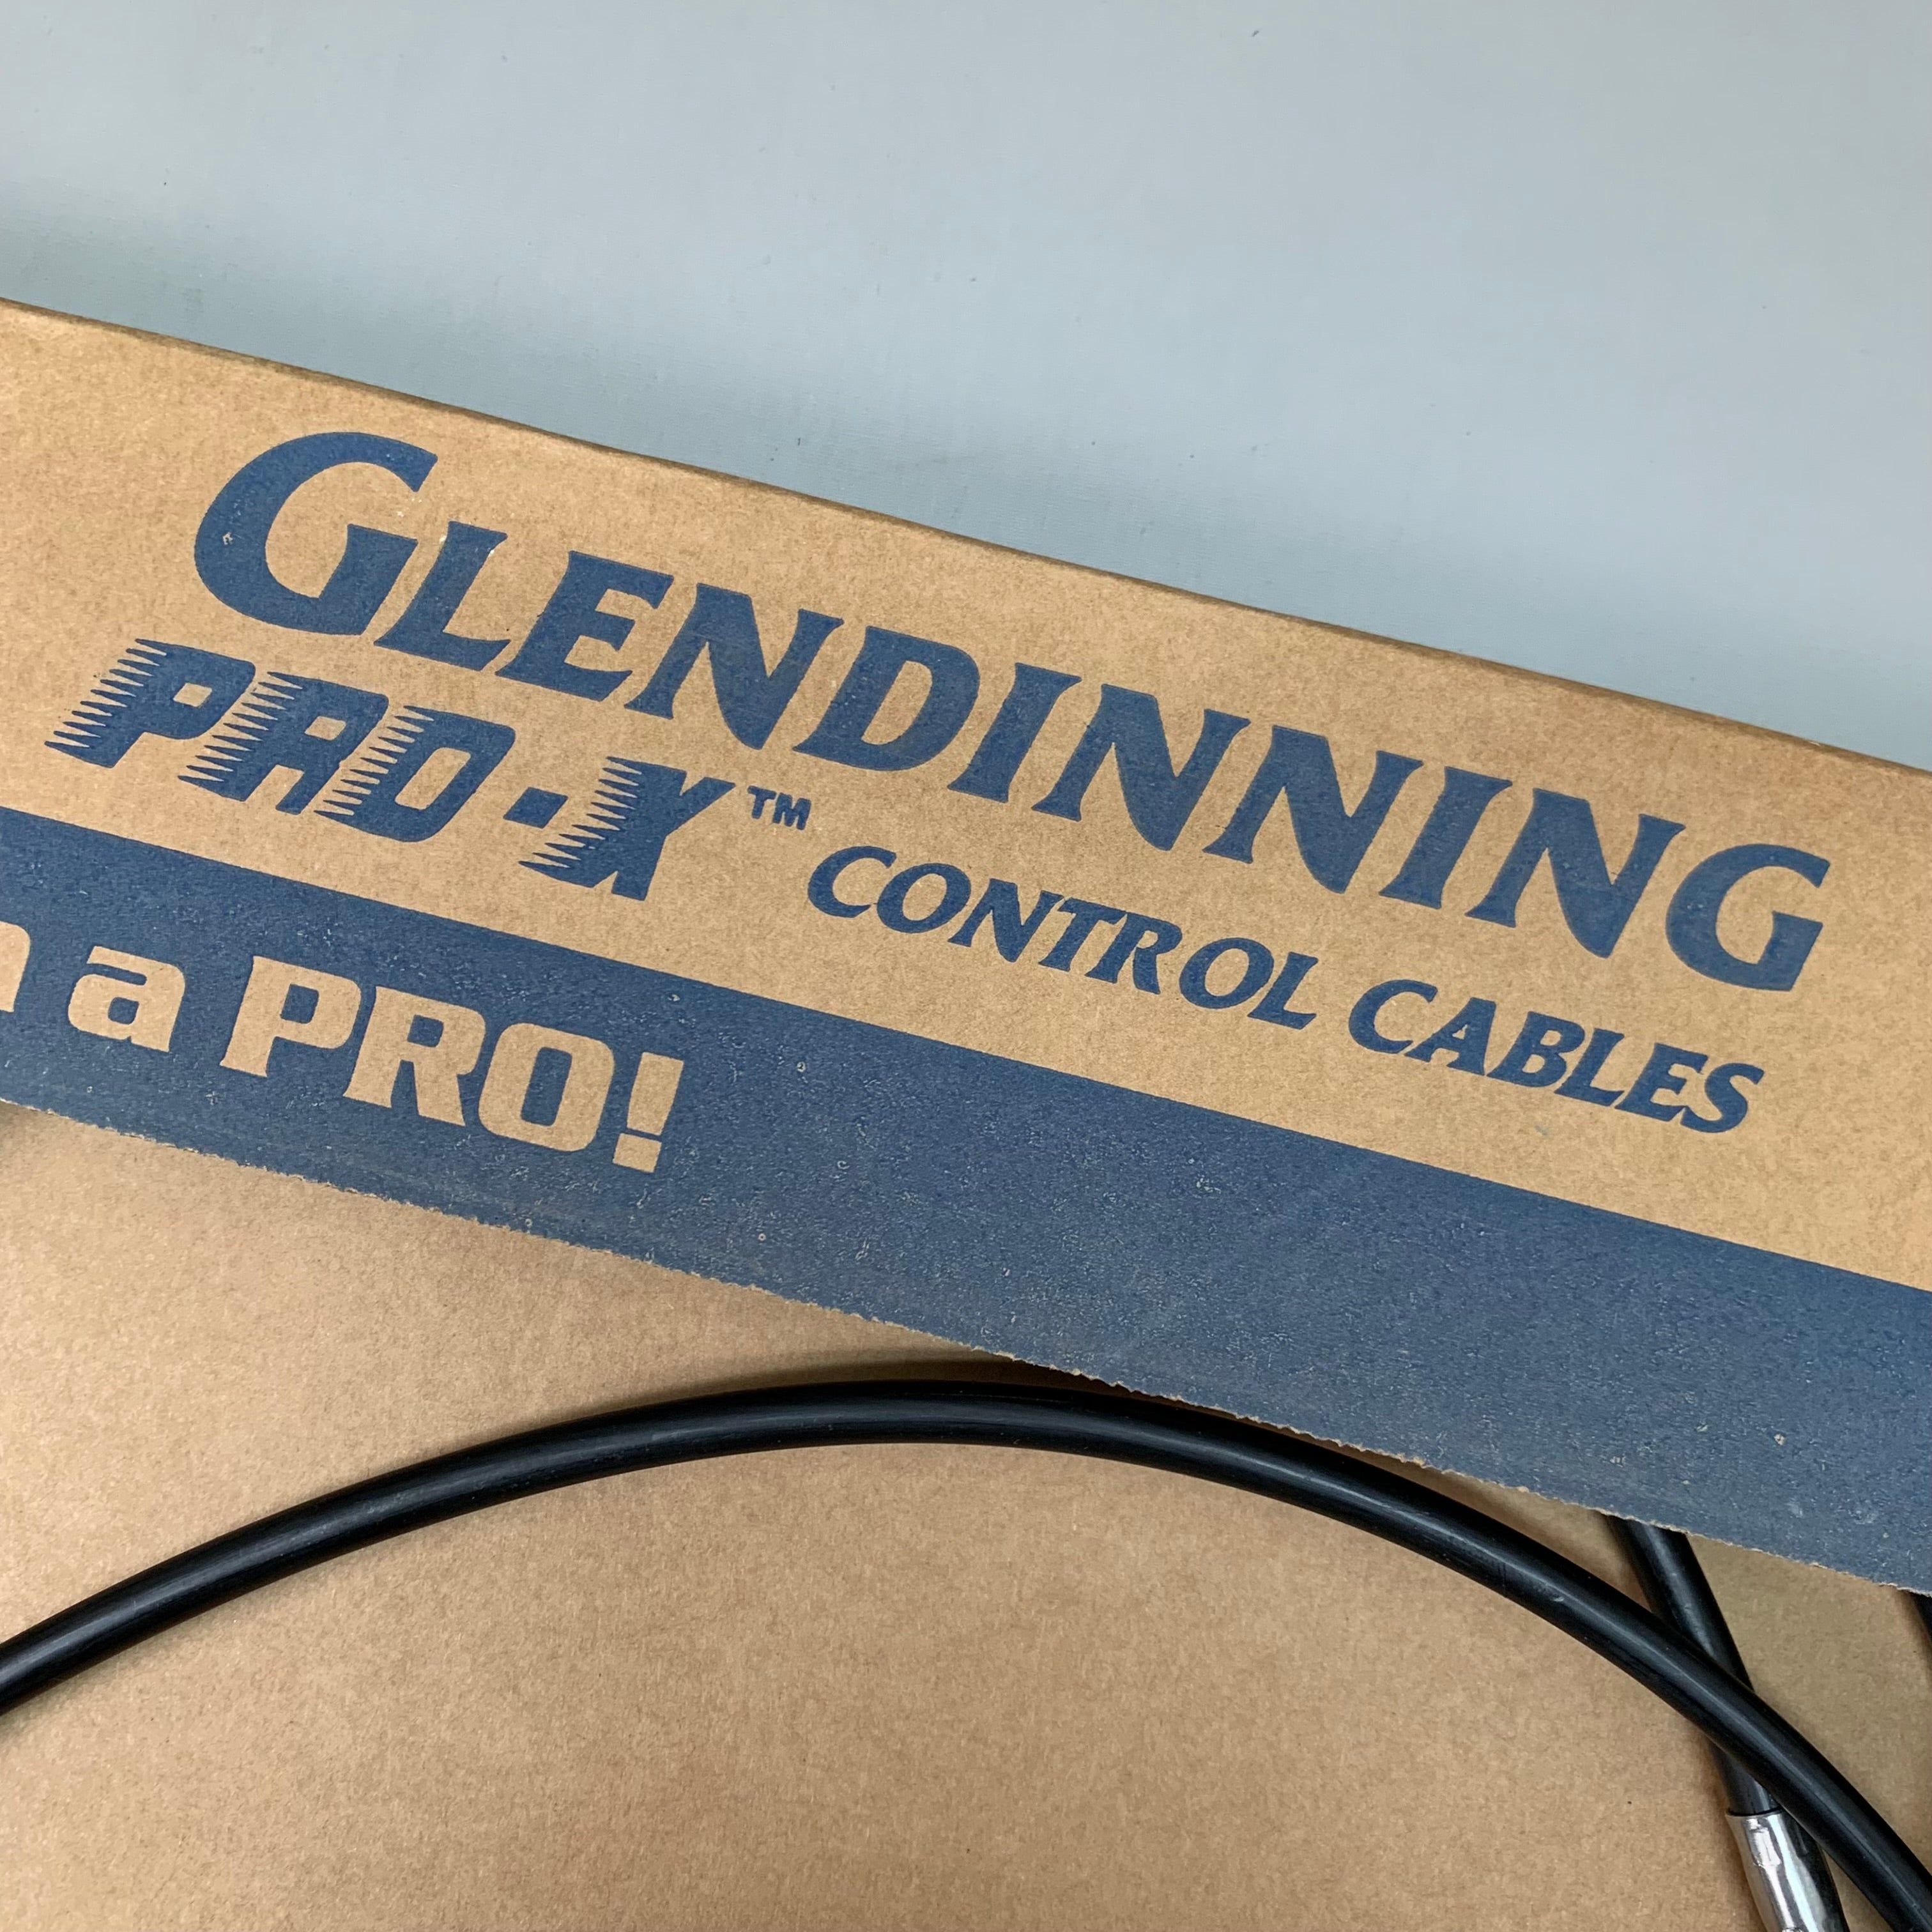 GLENDINNING
PRO-X™ CONTROL CABLES
a PRO!